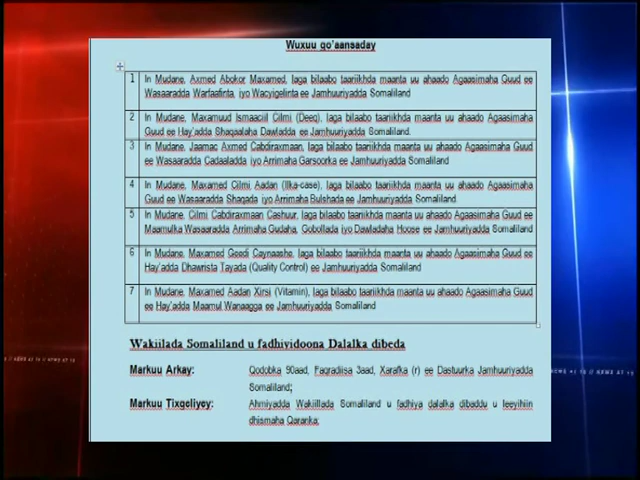 Wuxuu qo'aansaday
1 In Mudane, Axmed Abokor Maxamed, laga bilaabo taariikhda maanta uu ahaado Agaasimaha Guud ee
Wasaaradda Warfaafinta, iyo Wacyigelinta ee Jamhuuriyadda Somaliland
2 In Mudane, Maxamuud Ismaaciil Cilmi (Deeq), laga bilaabo taariikhda maanta uu ahaado Agaasimaha
Guud ee Hay'adda Shaqaalaha Dawladda ee Jamhuuriyadda Somaliland.
3 In Mudane, Jaamac Axmed Cabdiraxmaan, laga bilaabo taariikhda maanta uu ahaado Agaasimaha Guud
ee Wasaaradda Cadaaladda iyo Arrimaha Garsoorka ee Jamhuuriyadda Somaliland
4 In Mudane, Maxamed Cilmi Aadan (Ilka-case), laga bilaabo taariikhda maanta uu ahaado Agaasimaha
Guud ee Wasaaradda Shaqada iyo Arrimaha Bulshada ee Jamhuuriyadda Somaliland.
5 In Mudane, Cilmi Cabdiraxmaan Cashuur, laga bilaabo taariikhda maanta uu ahaado Agaasimaha Guud ee
Maamulka Wasaaradda Arrimaha Gudaha, Gobollada iyo Dawladaha Hoose ee Jamhuuriyadda Somaliland
6 In Mudane, Maxamed Geedi Caynaashe, laga bilaabo taariikhda maanta uu ahaado Agaasimaha Guud ee
Hay'adda Dhawrista Tayada (Quality Control) ee Jamhuuriyadda Somaliland
7 In Mudane, Maxamed Aadan Xirsi (Vitamin), laga bilaabo taariikhda maanta uu ahaado Agaasimaha Guud
ee Hay'adda Maamul Wanaagga ee Jamhuuriyadda Somaliland
Wakiilada Somaliland u fadhiyidoona Dalalka dibeda
Markuu Arkay: Qodobka 90aad, Faqradiisa 3aad, Xarafka (r) ee Dastuurka Jamhuuriyadda
Somaliland;
Markuu Tixgeliyey: Ahmiyadda Wakiillada Somaliland u fadhiya dalalka dibaddu u leeyihiin
dhismaha Qaranka;